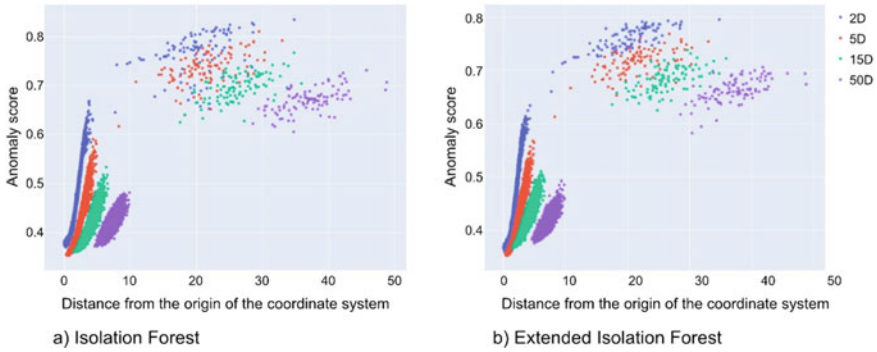 0.8
0.7
0.6
0.5
0.4
Anomaly score
0 10 20 30 40 50
Distance from the origin of the coordinate system
a) Isolation Forest
0.8
0.7
0.6
0.5
0.4
Anomaly score
0 10 20 30 40 50
Distance from the origin of the coordinate system
b) Extended Isolation Forest
2D
5D
15D
50D